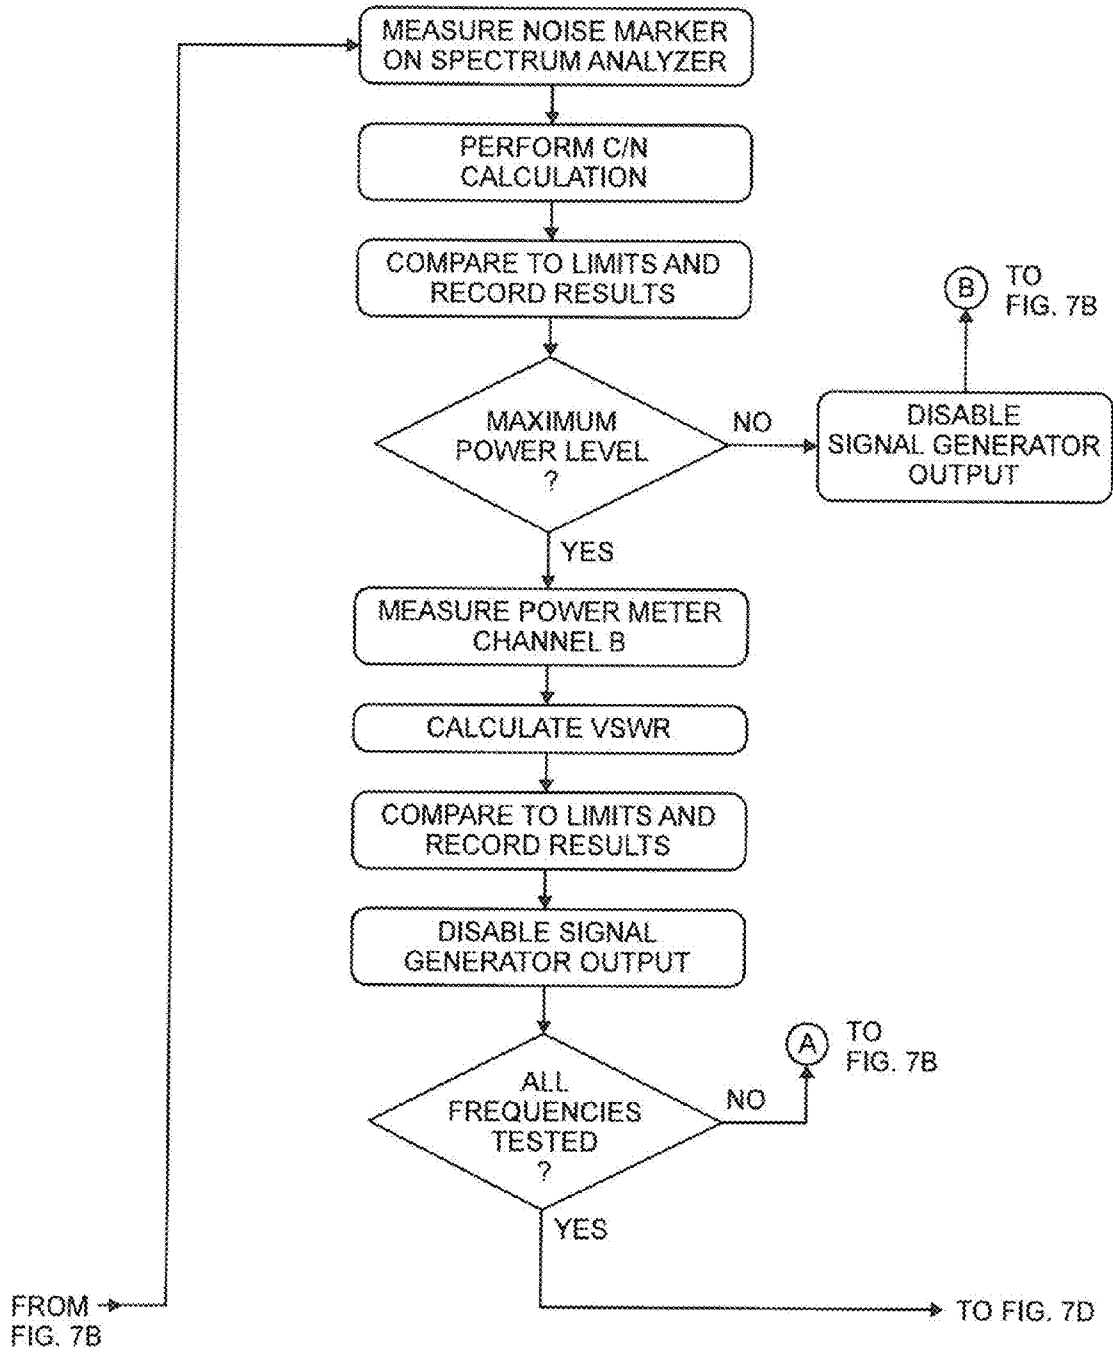 MEASURE NOISE MARKER
ON SPECTRUM ANALYZER
PERFORM C/N
CALCULATION
COMPARE TO LIMITS AND
RECORD RESULTS
B
TO
FIG. 7B
MAXIMUM
POWER LEVEL
?
NO
DISABLE
SIGNAL GENERATOR
OUTPUT
YES
MEASURE POWER METER
CHANNEL B
CALCULATE VSWR
COMPARE TO LIMITS AND
RECORD RESULTS
DISABLE SIGNAL
GENERATOR OUTPUT
A
TO
FIG. 7B
ALL
FREQUENCIES
TESTED
?
NO
YES
FROM
FIG. 7B
TO FIG. 7D